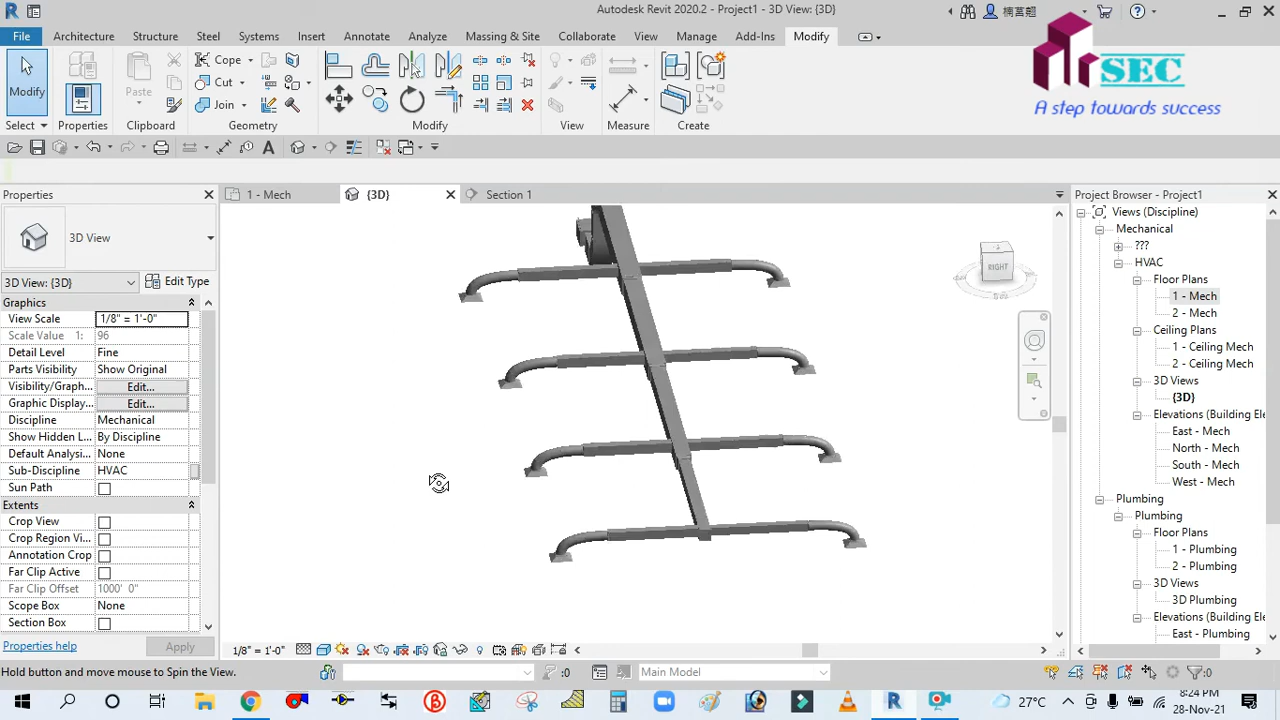 Autodesk Revit 2020.2 - Project1 - 3D View: {3D}
File Architecture Structure Steel Systems Insert Annotate Analyze Massing & Site Collaborate View Manage Add-Ins Modify
SEC
A step towards success
Modify
Paste
Cope
Cut
Join
Select Properties Clipboard Geometry Modify View Measure Create
Properties
1 - Mech
{3D}
Section 1
Project Browser - Project1
3D View
3D View: {3D}
Edit Type
Graphics
View Scale 1/8" = 1'-0"
Scale Value 1: 96
Detail Level Fine
Parts Visibility Show Original
Visibility/Graph... Edit...
Graphic Display... Edit...
Discipline Mechanical
Show Hidden L... By Discipline
Default Analysi... None
Sub-Discipline HVAC
Sun Path
Extents
Crop View
Crop Region Vi...
Annotation Crop
Far Clip Active
Far Clip Offset 1000' 0"
Scope Box None
Section Box
Properties help
Apply
RIGHT
Views (Discipline)
Mechanical
???
HVAC
Floor Plans
1 - Mech
2 - Mech
Ceiling Plans
1 - Ceiling Mech
2 - Ceiling Mech
3D Views
{3D}
Elevations (Building Ele
East - Mech
North - Mech
South - Mech
West - Mech
Plumbing
Plumbing
Floor Plans
1 - Plumbing
2 - Plumbing
3D Views
3D Plumbing
Elevations (Building Ele
East - Plumbing
1/8" = 1'-0"
Hold button and move mouse to Spin the View.
:0
Main Model
:0
27°C
8:24 PM
28-Nov-21